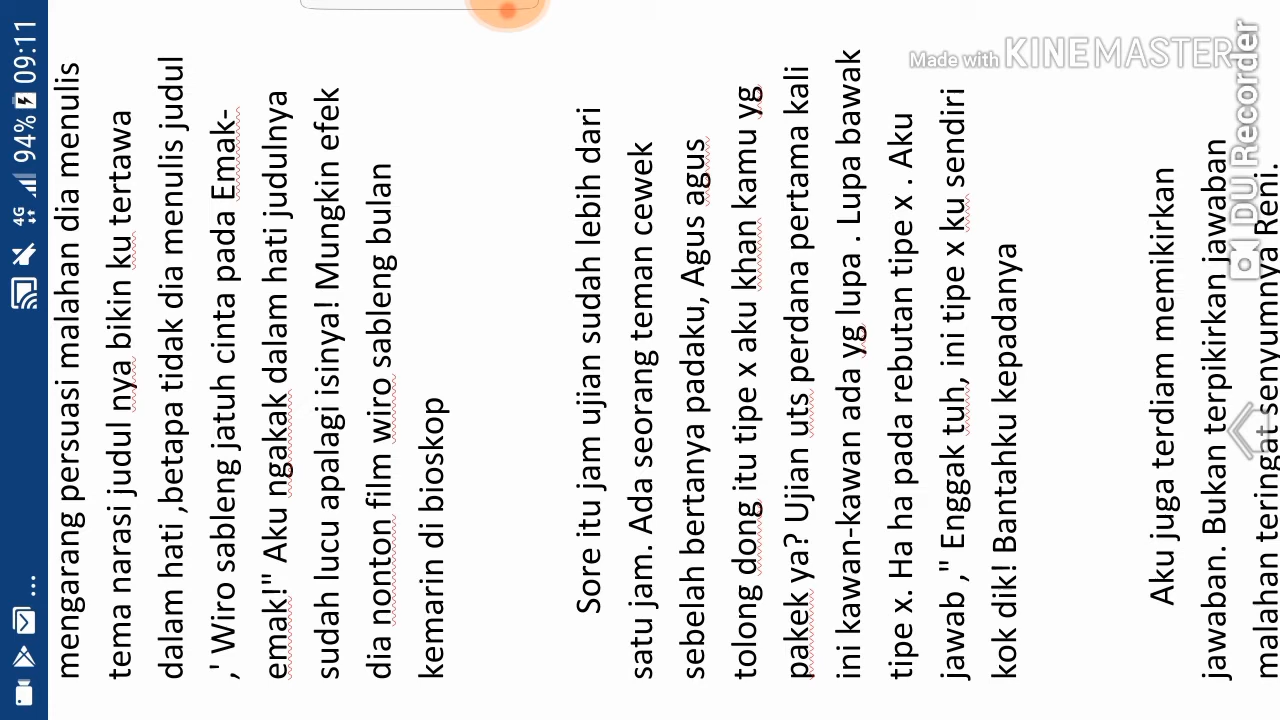 4G 94% 09:11
mengarang persuasi malahan dia menulis
tema narasi judul nya bikin ku tertawa
dalam hati ,betapa tidak dia menulis judul
,' Wiro sableng jatuh cinta pada Emak-
emak!" Aku ngakak dalam hati judulnya
sudah lucu apalagi isinya! Mungkin efek
dia nonton film wiro sableng bulan
kemarin di bioskop
Sore itu jam ujian sudah lebih dari
satu jam. Ada seorang teman cewek
sebelah bertanya padaku, Agus agus
tolong dong itu tipe x aku khan kamu yg
pakek ya? Ujian uts perdana pertama kali
ini kawan-kawan ada yg lupa . Lupa bawak
tipe x. Ha ha pada rebutan tipe x . Aku
jawab ," Enggak tuh, ini tipe x ku sendiri
kok dik! Bantahku kepadanya
Aku juga terdiam memikirkan
jawaban. Bukan terpikirkan jawaban
malahan teringat senyumnya Reni.
Made with KINEMASTER
DU Recorder